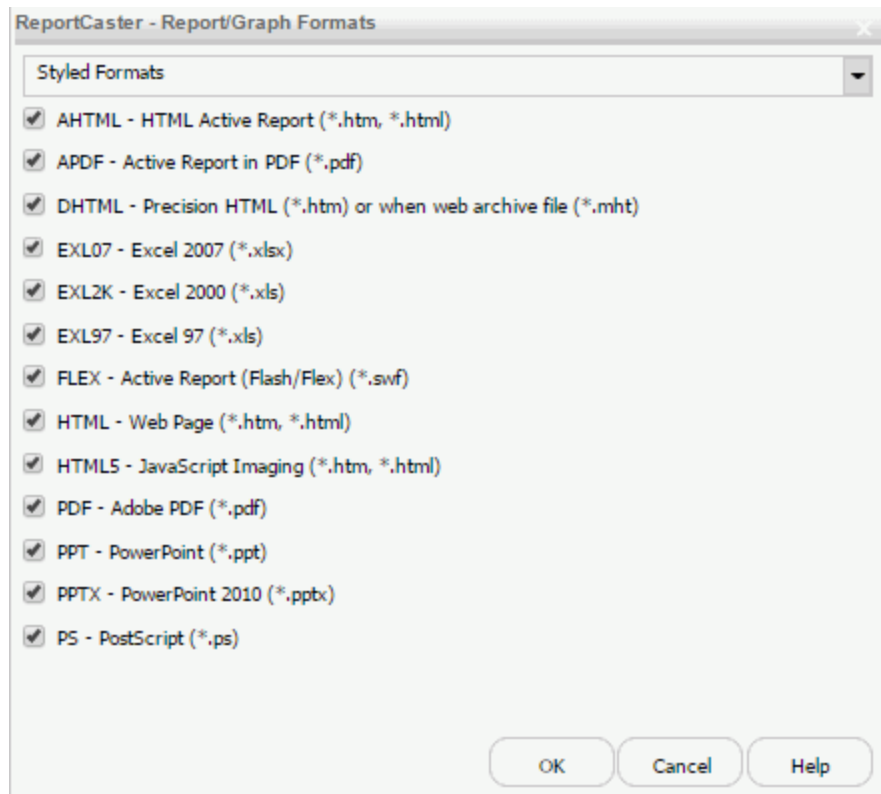 ReportCaster - Report/Graph Formats
Styled Formats
AHTML - HTML Active Report (*.htm, *.html)
APDF - Active Report in PDF (*.pdf)
DHTML - Precision HTML (*.htm) or when web archive file (*.mht)
EXL07 - Excel 2007 (*.xlsx)
EXL2K - Excel 2000 (*.xls)
EXL97 - Excel 97 (*.xls)
FLEX - Active Report (Flash/Flex) (*.swf)
HTML - Web Page (*.htm, *.html)
HTML5 - JavaScript Imaging (*.htm, *.html)
PDF - Adobe PDF (*.pdf)
PPT - PowerPoint (*.ppt)
PPTX - PowerPoint 2010 (*.pptx)
PS - PostScript (*.ps)
OK Cancel Help